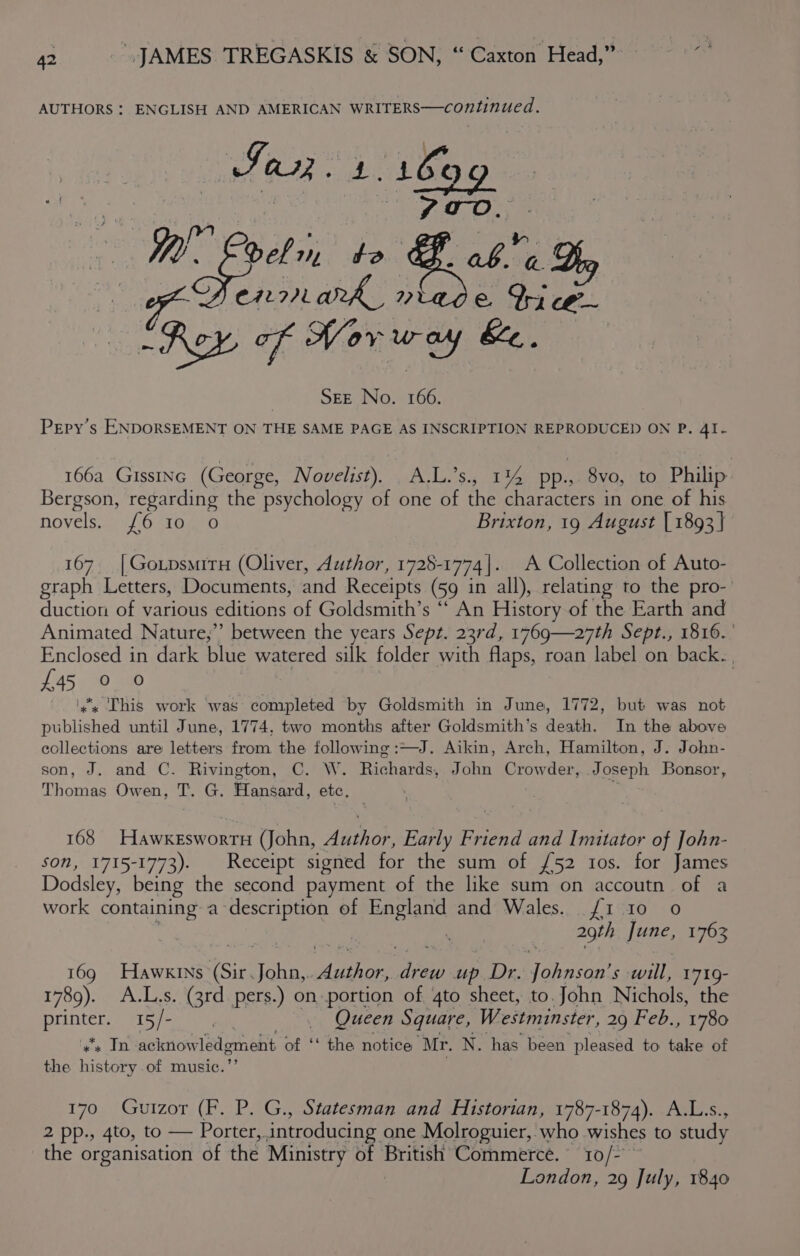 42 JAMES TREGASKIS & SON, “Caxton Head,”
AUTHORS: ENGLISH AND AMERICAN WRITERS—continued.
Jan. 1. 1699
700.
Mr. Evelin, to
Denmark made Vice-
-Roy of Norway &c.
SEE No. 166.
PEPY'S ENDORSEMENT ON THE SAME PAGE AS INSCRIPTION REPRODUCED ON P. 41.
166a GISSING (George, Novelist). A.L.'s., 1½ pp., 8vo, to Philip
Bergson, regarding the psychology of one of the characters in one of his
novels. £6 10 0 Brixton, 19 August [1893]
167. [GOLDSMITH (Oliver, Author, 1728-1774]. A Collection of Auto-
graph Letters, Documents, and Receipts (59 in all), relating to the pro-
duction of various editions of Goldsmith's “An History of the Earth and
Animated Nature,” between the years Sept. 23rd, 1769—27th Sept., 1816.
Enclosed in dark blue watered silk folder with flaps, roan label on back.
£45 0 0
*** This work was completed by Goldsmith in June, 1772, but was not
published until June, 1774, two months after Goldsmith's death. In the above
collections are letters from the following:—J. Aikin, Arch, Hamilton, J. John-
son, J. and C. Rivington, C. W. Richards, John Crowder, Joseph Bonsor,
Thomas Owen, T. G. Hansard, etc.
168 HAWKESWORTH (John, Author, Early Friend and Imitator of John-
son, 1715-1773). Receipt signed for the sum of £52 10s. for James
Dodsley, being the second payment of the like sum on accoutn of a
work containing a description of England and Wales. £1 10 0
29th June, 1763
169 HAWKINS (Sir John, Author, drew up Dr. Johnson's will, 1719-
1789). A.L.s. (3rd pers.) on portion of 4to sheet, to John Nichols, the
printer. 15/- Queen Square, Westminster, 29 Feb., 1780
*** In acknowledgment of “the notice Mr. N. has been pleased to take of
the history of music.”
170 GUIZOT (F. P. G., Statesman and Historian, 1787-1874). A.L.s.,
2 pp., 4to, to — Porter, introducing one Molroguier, who wishes to study
the organisation of the Ministry of British Commerce. 10/-
London, 29 July, 1840